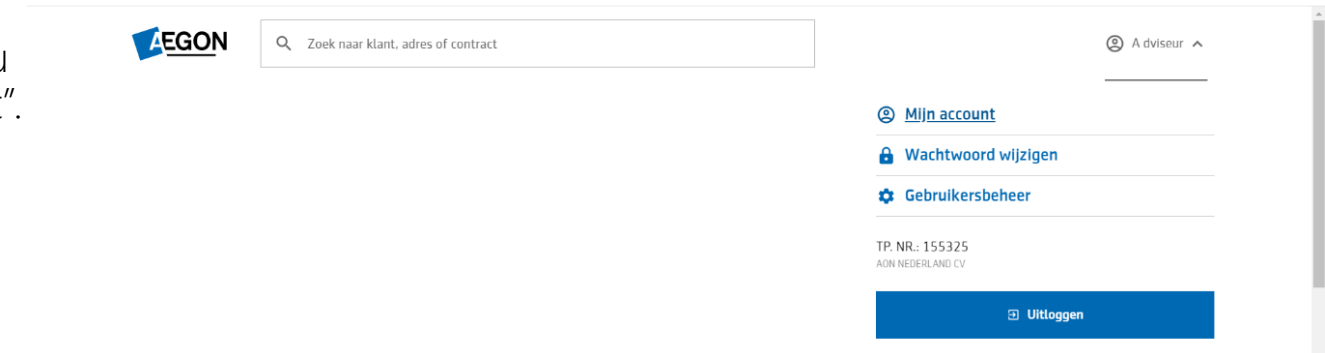 AEGON
Zoek naar klant, adres of contract
A dviseur
Mijn account
Wachtwoord wijzigen
Gebruikersbeheer
TP. NR.: 155325
AON NEDERLAND CV
Uitloggen